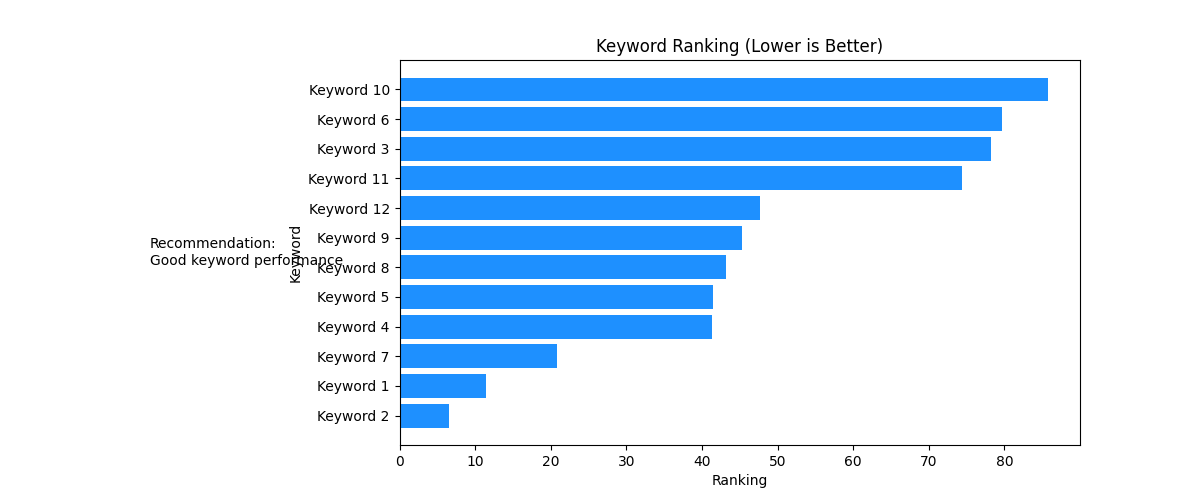 Keyword Ranking (Lower is Better)
Keyword 10
Keyword 6
Keyword 3
Keyword 11
Keyword 12
Keyword 9
Keyword 8
Keyword 5
Keyword 4
Keyword 7
Keyword 1
Keyword 2
Keyword
Recommendation:
Good keyword performance
0 10 20 30 40 50 60 70 80
Ranking